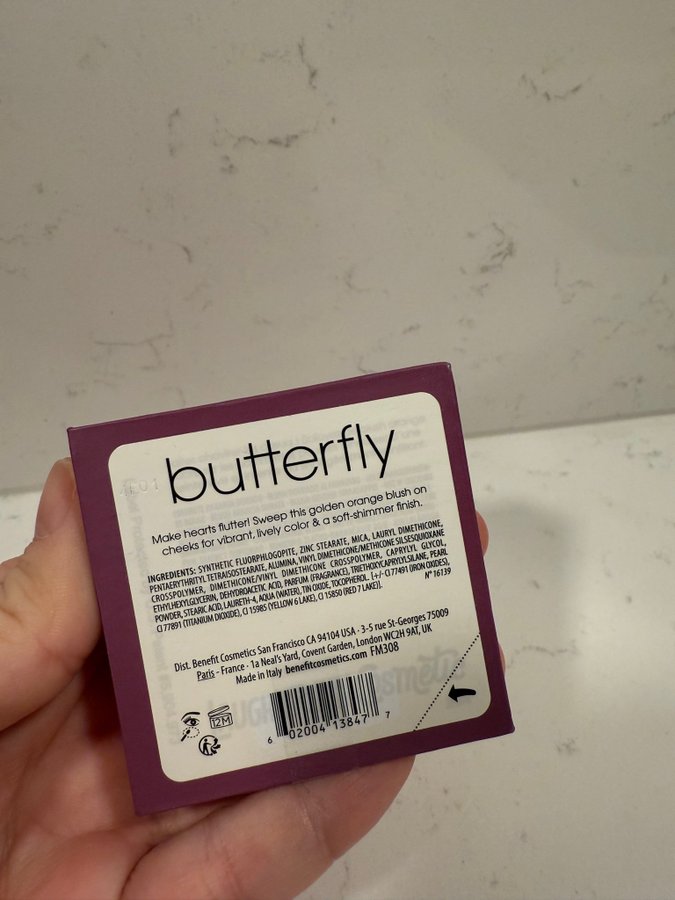 butterfly
Make hearts flutter! Sweep this golden orange blush on
cheeks for vibrant, lively color & a soft-shimmer finish.
INGREDIENTS: SYNTHETIC FLUORPHLOGOPITE, ZINC STEARATE, MICA, LAURYL DIMETHICONE,
PENTAERYTHRITYL TETRAISOSTEARATE, ALUMINA, VINYL DIMETHICONE/METHICONE SILSESQUIOXANE
CROSSPOLYMER, DIMETHICONE/VINYL DIMETHICONE CROSSPOLYMER, CAPRYLYL GLYCOL,
ETHYLHEXYLGLYCERIN, DEHYDROACETIC ACID, PARFUM (FRAGRANCE), TRIETHOXYCAPRYLYLSILANE, PEARL
POWDER, STEARIC ACID, LAURETH-4, AQUA (WATER), TIN OXIDE, TOCOPHEROL. [+/- CI 77491 (IRON OXIDES),
CI 77891 (TITANIUM DIOXIDE), CI 15985 (YELLOW 6 LAKE), CI 15850 (RED 7 LAKE)]. N° 16139
Dist. Benefit Cosmetics San Francisco CA 94104 USA · 3-5 rue St-Georges 75009
Paris - France · 1a Neal's Yard, Covent Garden, London WC2H 9AT, UK
Made in Italy benefitcosmetics.com FM308
12M
6 02004 13847 7